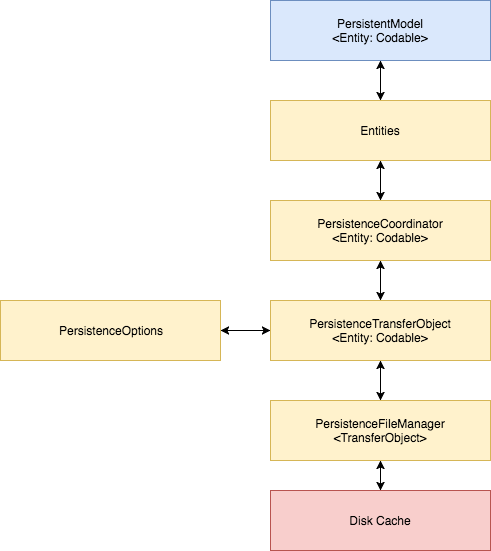 PersistentModel
<Entity: Codable>
Entities
PersistenceCoordinator
<Entity: Codable>
PersistenceOptions
PersistenceTransferObject
<Entity: Codable>
PersistenceFileManager
<TransferObject>
Disk Cache